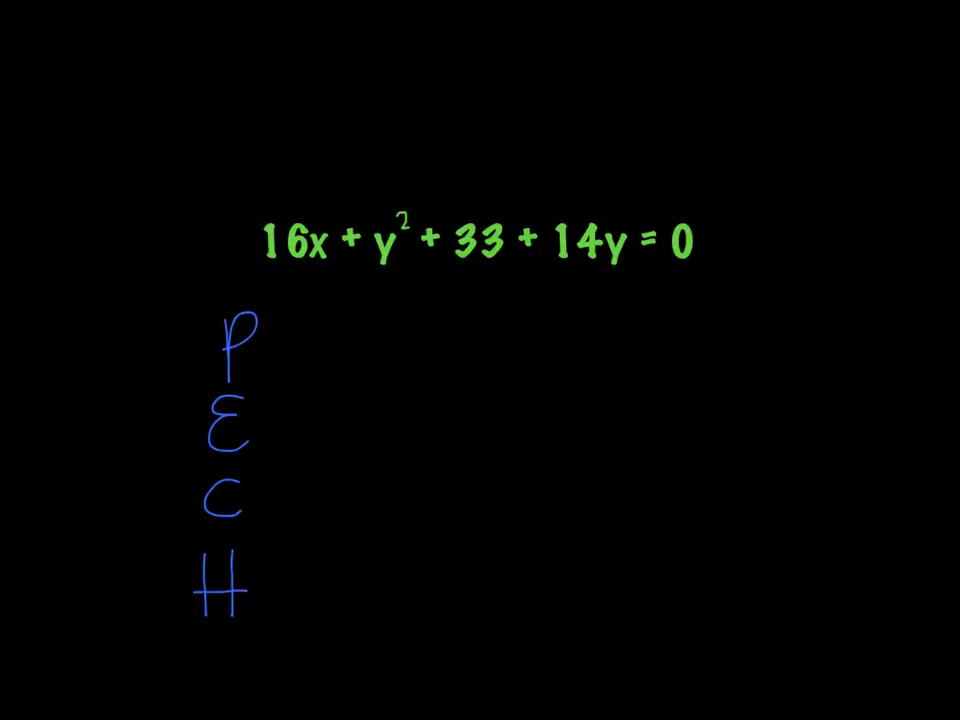 16x + y² + 33 + 14y = 0
P
E
C
H